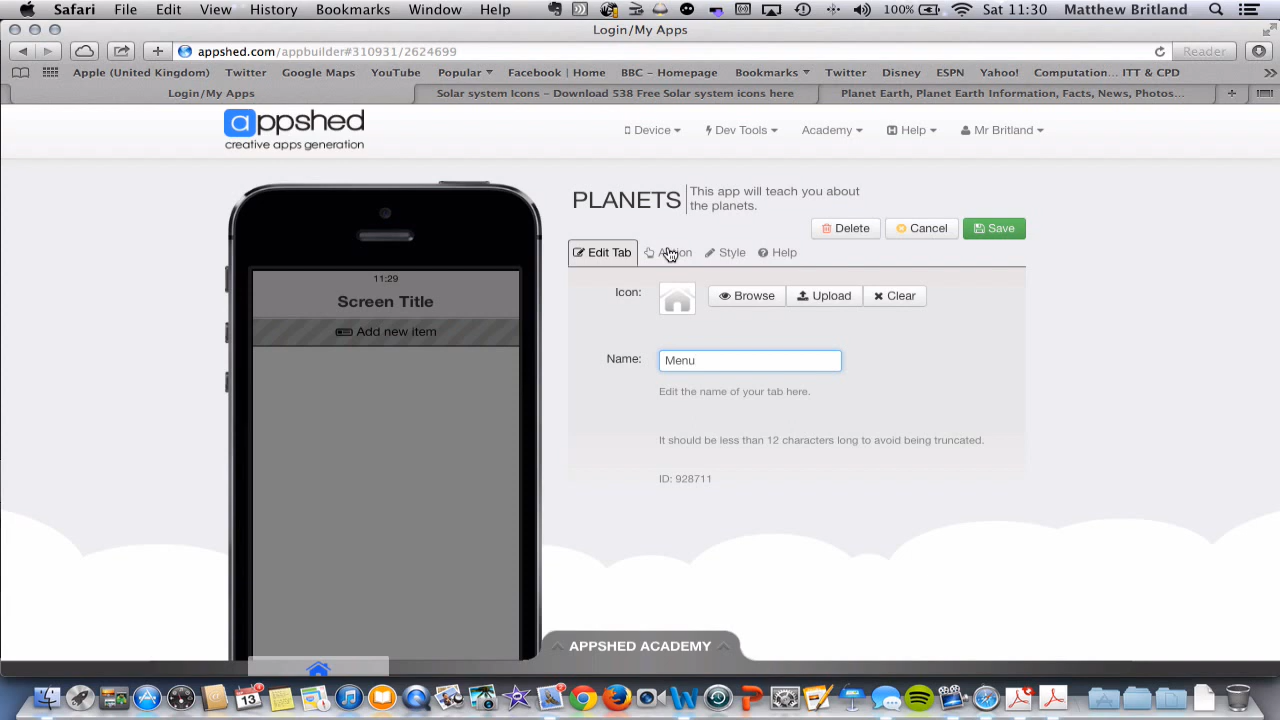 Safari File Edit View History Bookmarks Window Help 100% Sat 11:30 Matthew Britland
Login/My Apps
appshed.com/appbuilder#310931/2624699 Reader
Apple (United Kingdom) Twitter Google Maps YouTube Popular Facebook | Home BBC – Homepage Bookmarks Twitter Disney ESPN Yahoo! Computation... ITT & CPD
Login/My Apps Solar system Icons – Download 538 Free Solar system icons here Planet Earth, Planet Earth Information, Facts, News, Photos...
appshed
creative apps generation
Device Dev Tools Academy Help Mr Britland
PLANETS This app will teach you about
the planets.
Delete Cancel Save
Edit Tab Action Style Help
11:29
Screen Title
Add new item
Icon: Browse Upload Clear
Name: Menu
Edit the name of your tab here.
It should be less than 12 characters long to avoid being truncated.
ID: 928711
APPSHED ACADEMY